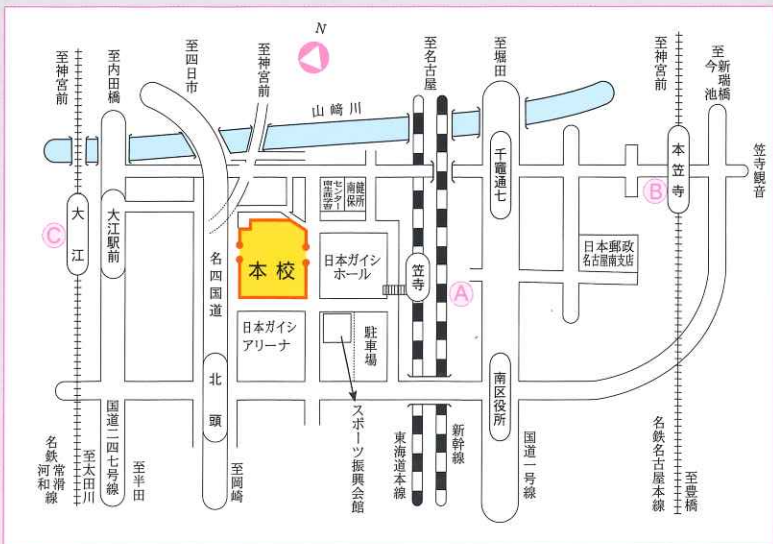 N
至神宮前
至内田橋
至四日市
至神宮前
至名古屋
至堀田
至神宮前
至新瑞橋
至今池
山﨑川
笠寺観音
本笠寺
B
千竈通七
南生涯学習センター
南保健所
大江
C
大江駅前
名四国道
本校
日本ガイシ
ホール
笠寺
A
日本郵政
名古屋南支店
日本ガイシ
アリーナ
駐車場
北頭
南区役所
スポーツ振興会館
名鉄常滑線
河和線
至太田川
国道二四七号線
至半田
至岡崎
東海道本線
新幹線
国道一号線
名鉄名古屋本線
至豊橋